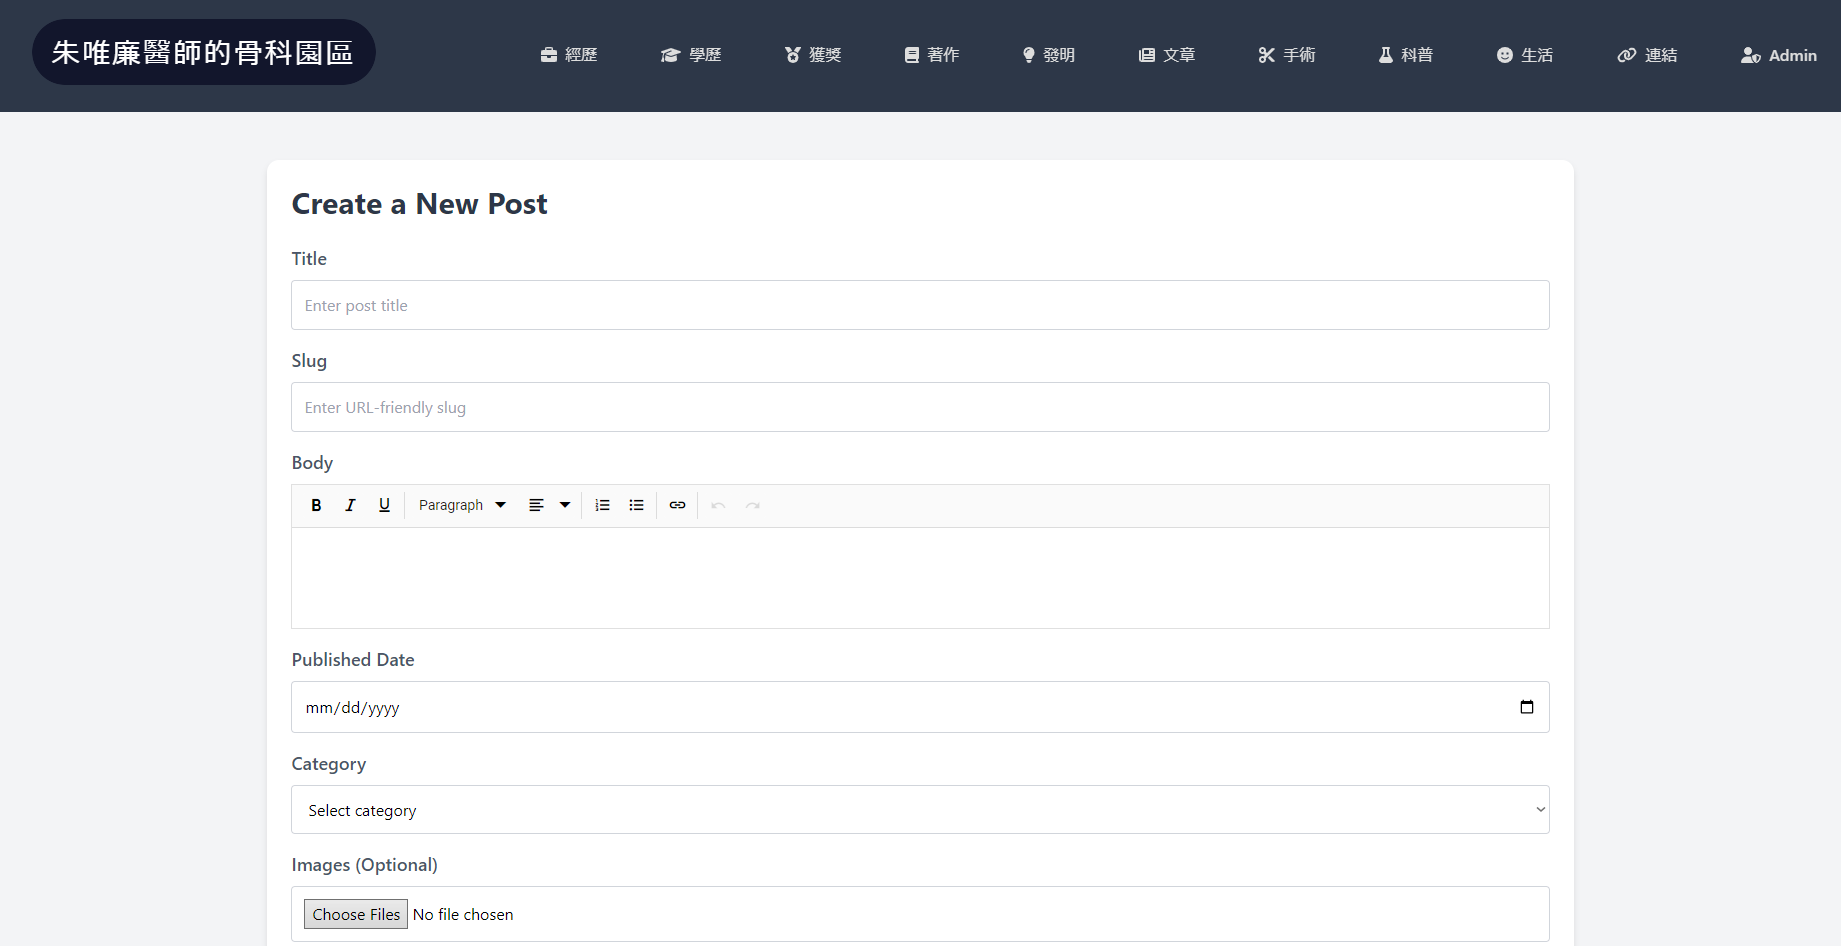 朱唯廉醫師的骨科園區
經歷
學歷
獲獎
著作
發明
文章
手術
科普
生活
連結
Admin
Create a New Post
Title
Enter post title
Slug
Enter URL-friendly slug
Body
B I U Paragraph
Published Date
mm/dd/yyyy
Category
Select category
Images (Optional)
Choose Files No file chosen